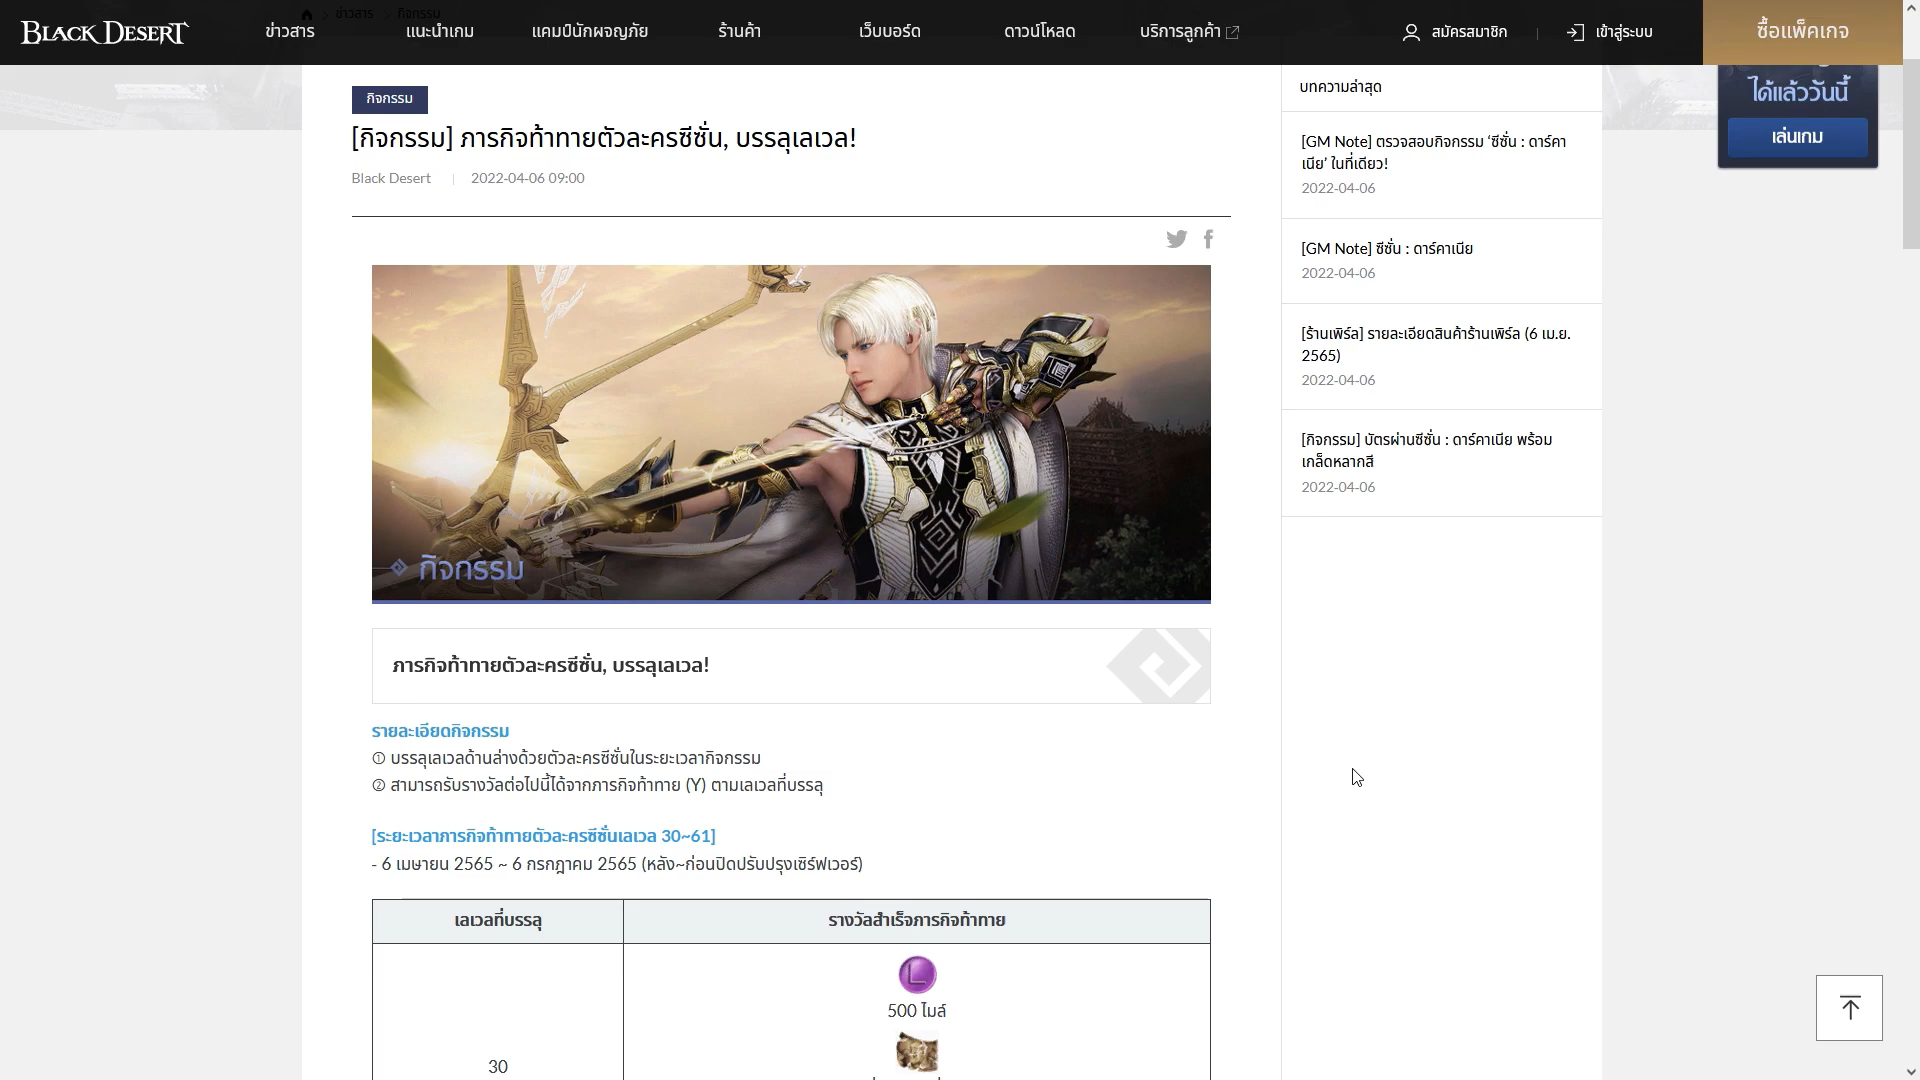 ข่าวสาร
กิจกรรม
BLACK DESERT
ข่าวสาร
แนะนำเกม
แคมป์นักผจญภัย
ร้านค้า
เว็บบอร์ด
ดาวน์โหลด
บริการลูกค้า
สมัครสมาชิก
เข้าสู่ระบบ
ซื้อแพ็คเกจ
ได้แล้ววันนี้
เล่นเกม
กิจกรรม
[กิจกรรม] ภารกิจท้าทายตัวละครซีซั่น, บรรลุเลเวล!
Black Desert | 2022-04-06 09:00
กิจกรรม
ภารกิจท้าทายตัวละครซีซั่น, บรรลุเลเวล!
รายละเอียดกิจกรรม
① บรรลุเลเวลด้านล่างด้วยตัวละครซีซั่นในระยะเวลากิจกรรม
② สามารถรับรางวัลต่อไปนี้ได้จากภารกิจท้าทาย (Y) ตามเลเวลที่บรรลุ
[ระยะเวลาภารกิจท้าทายตัวละครซีซั่นเลเวล 30~61]
- 6 เมษายน 2565 ~ 6 กรกฎาคม 2565 (หลัง~ก่อนปิดปรับปรุงเซิร์ฟเวอร์)
เลเวลที่บรรลุ
รางวัลสำเร็จภารกิจท้าทาย
L
500 ไมล์
30
บทความล่าสุด
[GM Note] ตรวจสอบกิจกรรม ‘ซีซั่น : ดาร์คา
เนีย’ ในที่เดียว!
2022-04-06
[GM Note] ซีซั่น : ดาร์คาเนีย
2022-04-06
[ร้านเพิร์ล] รายละเอียดสินค้าร้านเพิร์ล (6 เม.ย.
2565)
2022-04-06
[กิจกรรม] บัตรผ่านซีซั่น : ดาร์คาเนีย พร้อม
เกล็ดหลากสี
2022-04-06